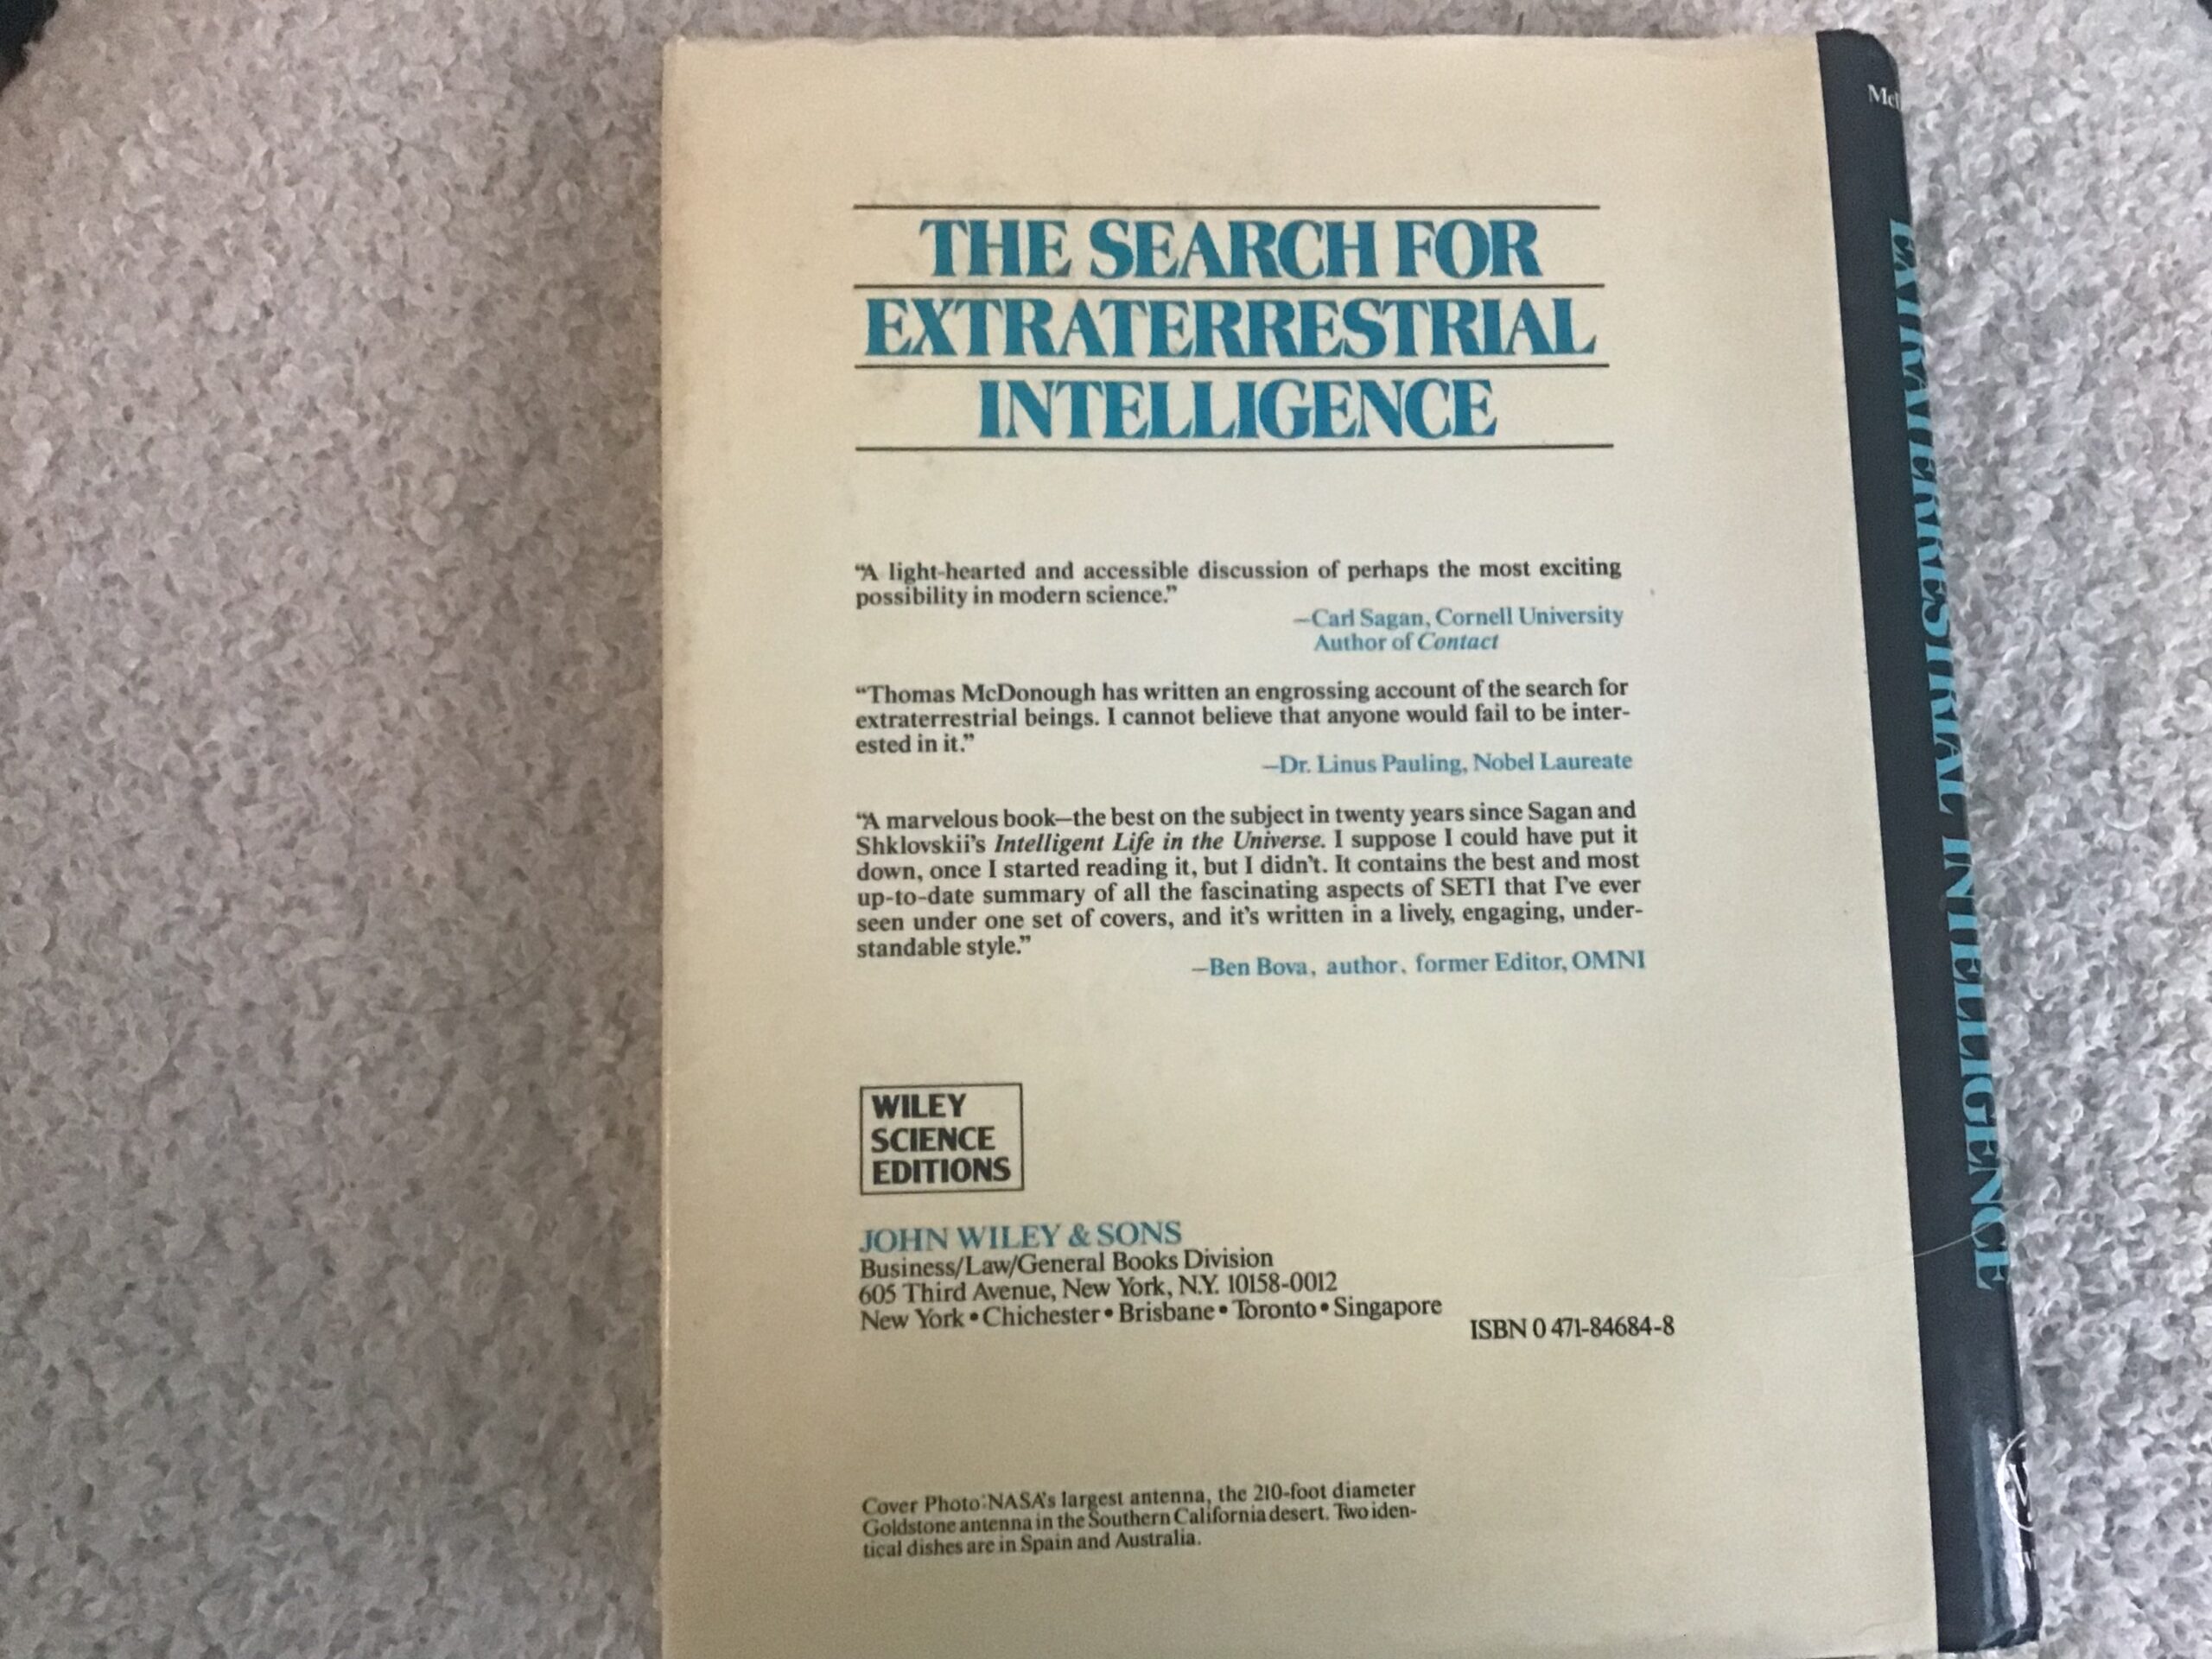 THE SEARCH FOR
EXTRATERRESTRIAL
INTELLIGENCE
“A light-hearted and accessible discussion of perhaps the most exciting
possibility in modern science.”
—Carl Sagan, Cornell University
Author of Contact
“Thomas McDonough has written an engrossing account of the search for
extraterrestrial beings. I cannot believe that anyone would fail to be inter-
ested in it.”
—Dr. Linus Pauling, Nobel Laureate
“A marvelous book—the best on the subject in twenty years since Sagan and
Shklovskii’s Intelligent Life in the Universe. I suppose I could have put it
down, once I started reading it, but I didn’t. It contains the best and most
up-to-date summary of all the fascinating aspects of SETI that I’ve ever
seen under one set of covers, and it’s written in a lively, engaging, under-
standable style.”
—Ben Bova, author, former Editor, OMNI
WILEY
SCIENCE
EDITIONS
JOHN WILEY & SONS
Business/Law/General Books Division
605 Third Avenue, New York, N.Y. 10158-0012
New York • Chichester • Brisbane • Toronto • Singapore
ISBN 0 471-84684-8
Cover Photo: NASA’s largest antenna, the 210-foot diameter
Goldstone antenna in the Southern California desert. Two iden-
tical dishes are in Spain and Australia.
EXTRATERRESTRIAL INTELLIGENCE